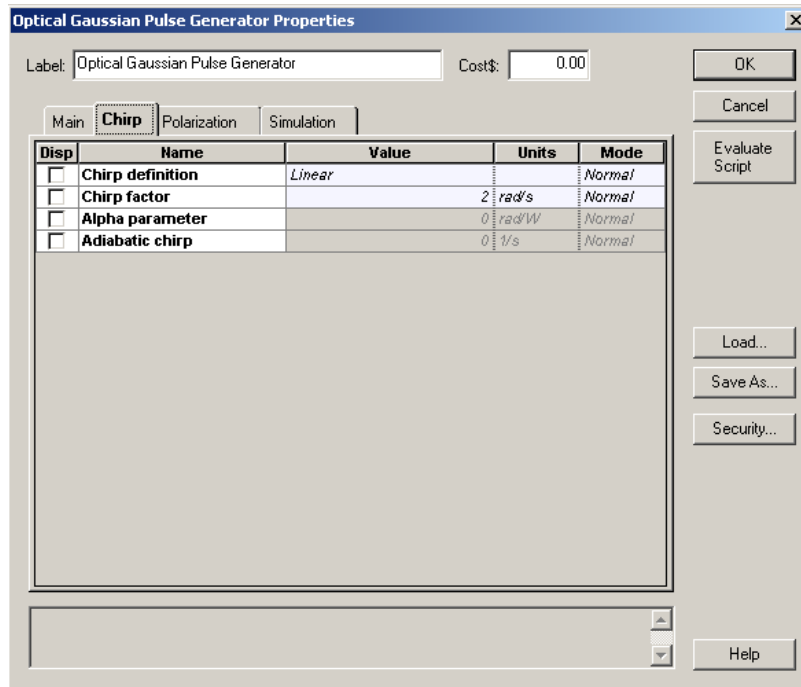 Optical Gaussian Pulse Generator Properties
Label: Optical Gaussian Pulse Generator Cost$: 0.00 OK
Cancel
Main Chirp Polarization Simulation
Evaluate Script
Disp Name Value Units Mode
Chirp definition Linear Normal
Chirp factor 2 rad/s Normal
Alpha parameter 0 rad/W Normal
Adiabatic chirp 0 1/s Normal
Load...
Save As...
Security...
Help